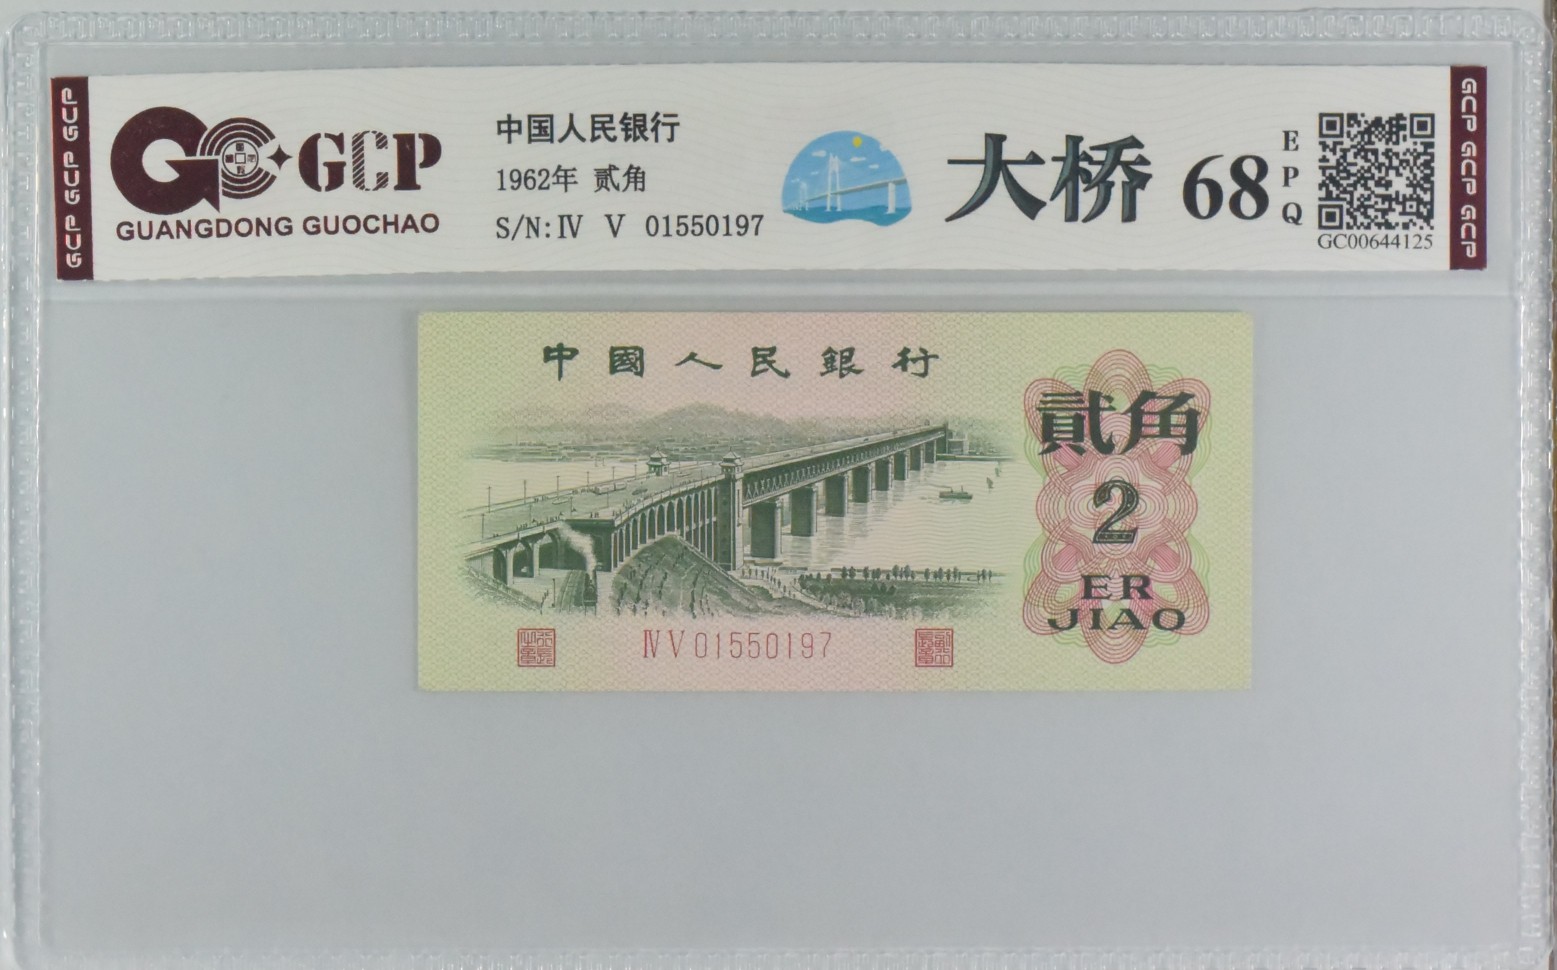 GCP
GUANGDONG GUOCHAO
中国人民银行
1962年 贰角
S/N:Ⅳ Ⅴ 01550197
大桥 68 EPQ
GC00644125
GCP GCP GCP
GCP GCP GCP
中國人民銀行
貳角
2
ER
JIAO
ⅣⅤ01550197